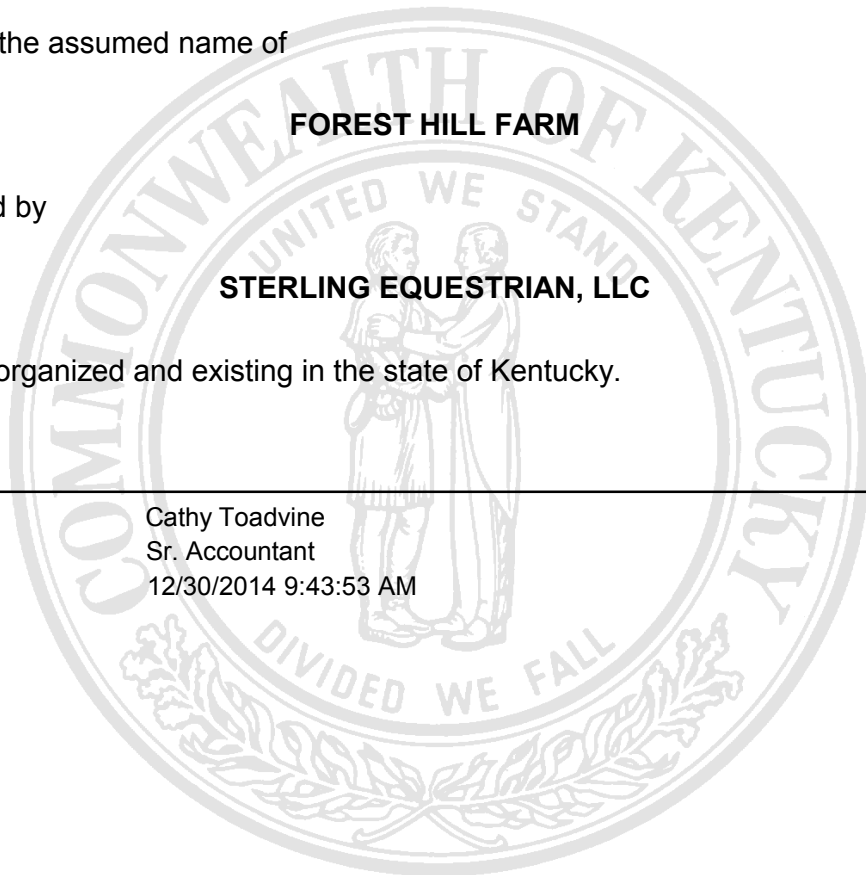 the assumed name of
FOREST HILL FARM
d by
STERLING EQUESTRIAN, LLC
organized and existing in the state of Kentucky.
Cathy Toadvine
Sr. Accountant
12/30/2014 9:43:53 AM
COMMONWEALTH OF KENTUCKY
UNITED WE STAND
DIVIDED WE FALL